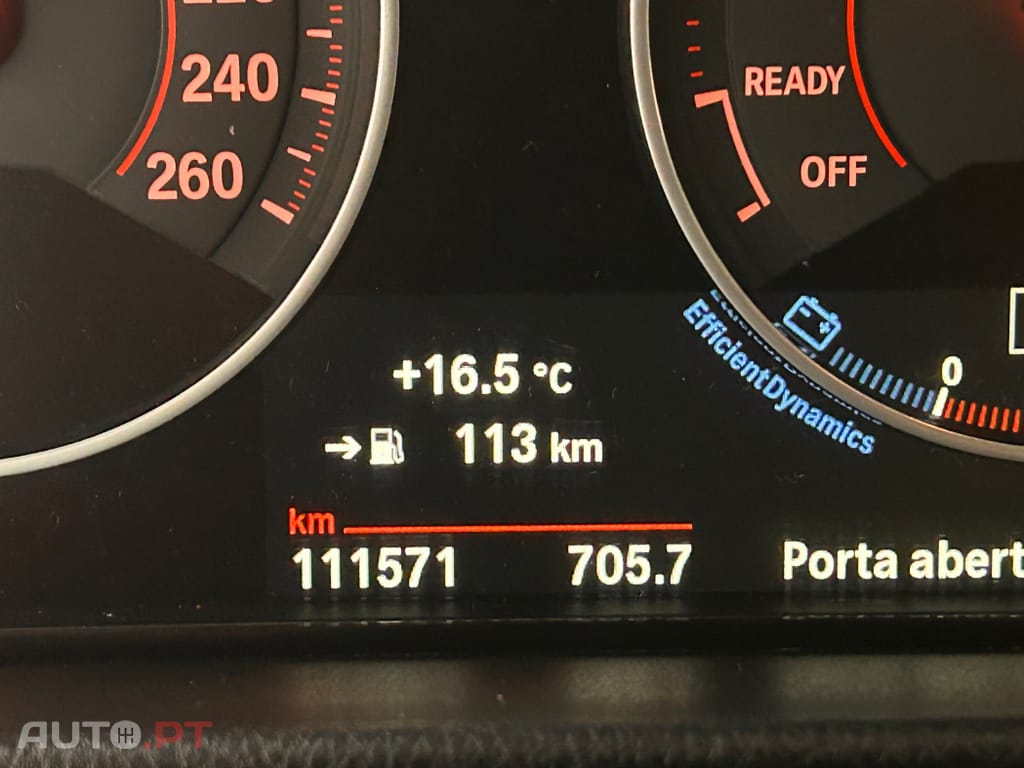 240
260
READY
OFF
EfficientDynamics
0
+16.5 °C
113 km
km
111571 705.7
Porta abert
AUTO.PT